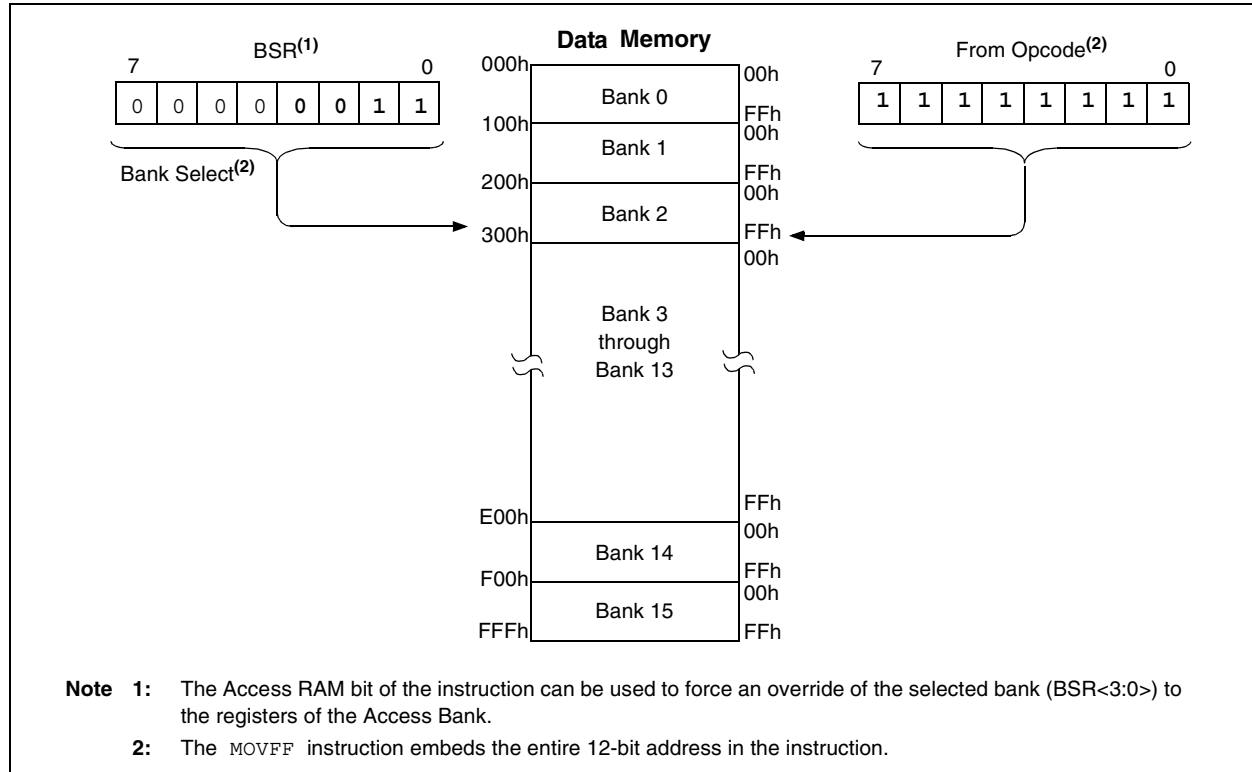 Data Memory
BSR(1)
7 0
0 0 0 0 0 0 1 1
Bank Select(2)
From Opcode(2)
7 0
1 1 1 1 1 1 1 1
000h 00h
Bank 0
FFh
100h 00h
Bank 1
FFh
200h 00h
Bank 2
FFh
300h 00h
Bank 3
through
Bank 13
FFh
E00h 00h
Bank 14
FFh
F00h 00h
Bank 15
FFFh FFh
Note 1: The Access RAM bit of the instruction can be used to force an override of the selected bank (BSR<3:0>) to
the registers of the Access Bank.
2: The MOVFF instruction embeds the entire 12-bit address in the instruction.